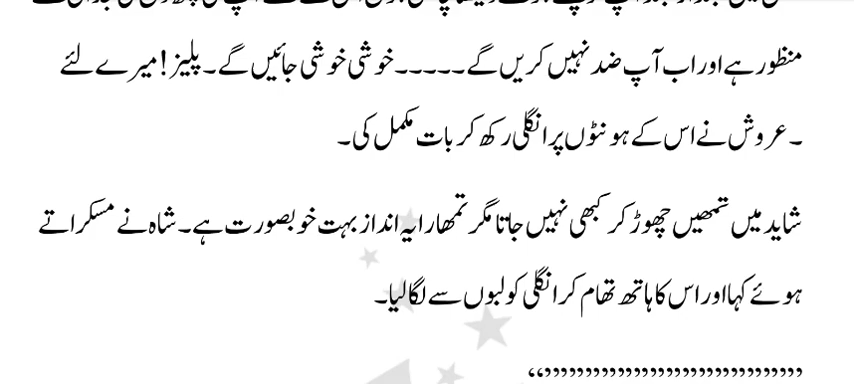 منظور ہے اور اب آپ ضد نہیں کریں گے۔۔۔۔۔خوشی خوشی جائیں گے۔پلیز!میرے لئے
۔عروش نے اس کے ہونٹوں پر انگلی رکھ کر بات مکمل کی۔
شاید میں تمھیں چھوڑ کر کبھی نہیں جاتا مگر تمھارا یہ انداز بہت خوبصورت ہے۔شاہ نے مسکراتے
ہوئے کہا اور اس کا ہاتھ تھام کر انگلی کو لبوں سے لگا لیا۔
,,,,,,,,,,,,,,,,,,,,,,,,,,,,,,,,,“